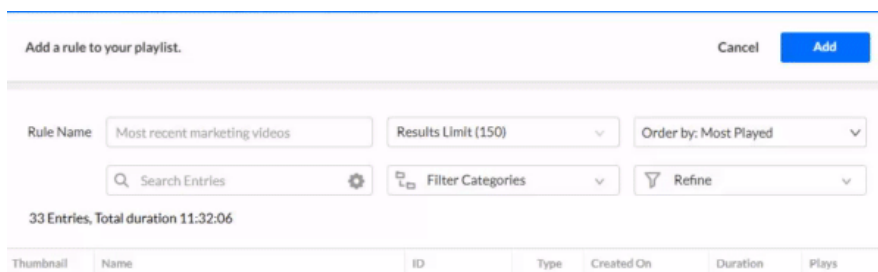 Add a rule to your playlist. Cancel Add
Rule Name Most recent marketing videos Results Limit (150) Order by: Most Played
Search Entries Filter Categories Refine
33 Entries, Total duration 11:32:06
Thumbnail Name ID Type Created On Duration Plays